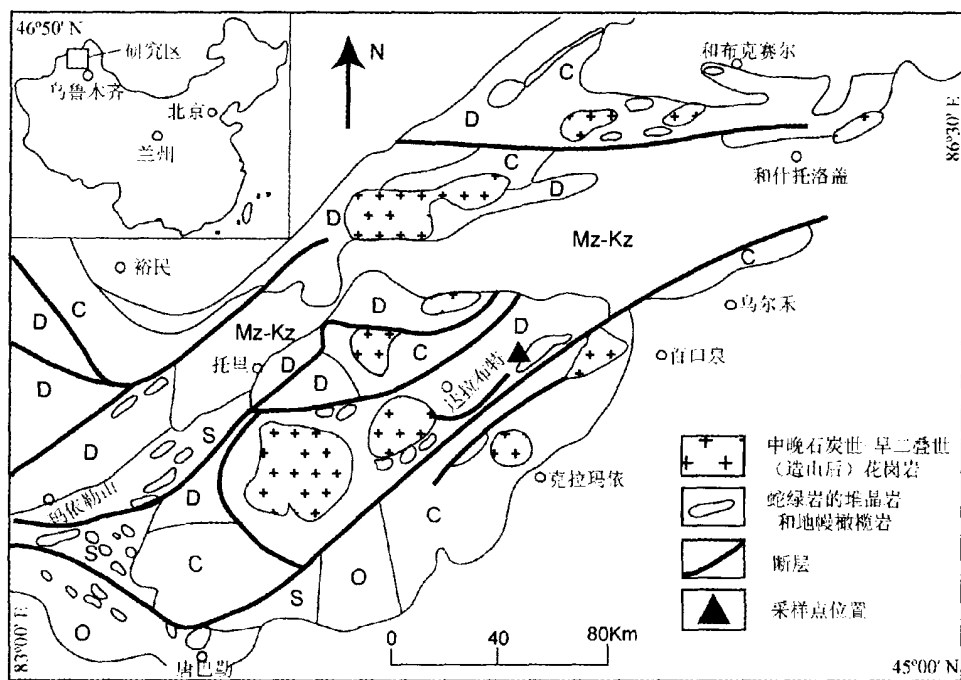 46°50′ N
研究区
乌鲁木齐
北京
兰州
N
和布克赛尔
C
D
86°30′ E
和什托洛盖
C
D
D
Mz-Kz
C
裕民
C
D
D
乌尔禾
Mz-Kz
D
D
托里
C
百口泉
D
D
达拉布特
D
S
D
玛依勒山
克拉玛依
C
S
C
O
S
O
83°00′ E
唐巴勒
0 40 80Km
中晚石炭世-早二叠世
(造山后)花岗岩
蛇绿岩的堆晶岩
和地幔橄榄岩
断层
采样点位置
45°00′ N